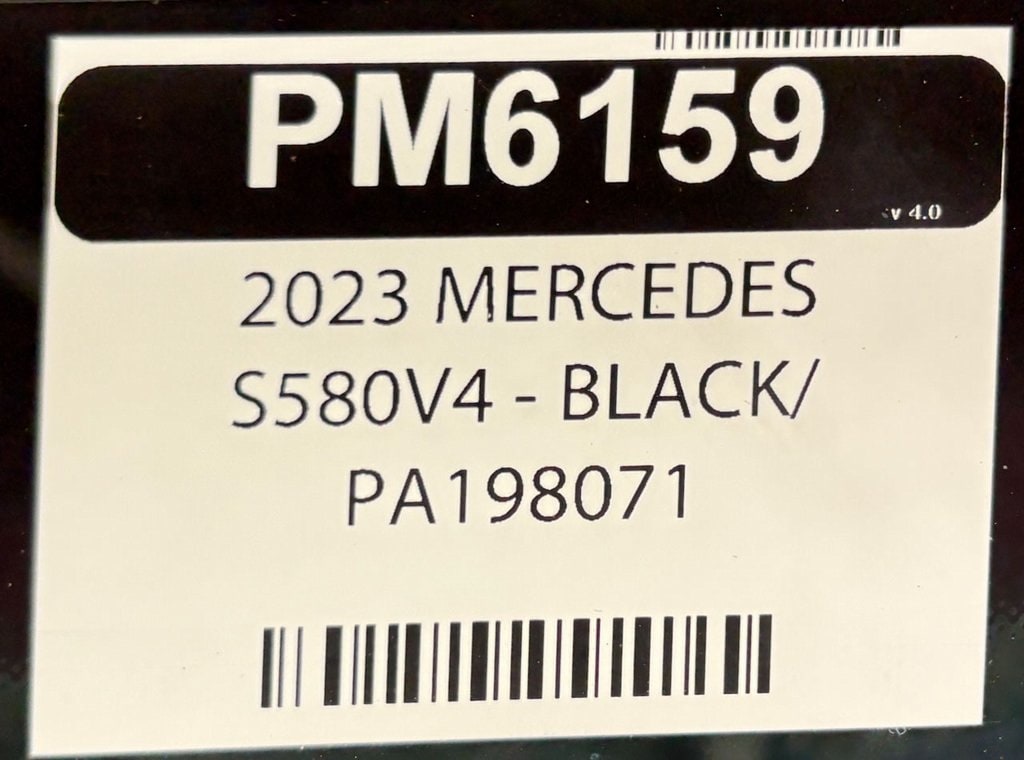 PM6159
v 4.0
2023 MERCEDES
S580V4 - BLACK/
PA198071